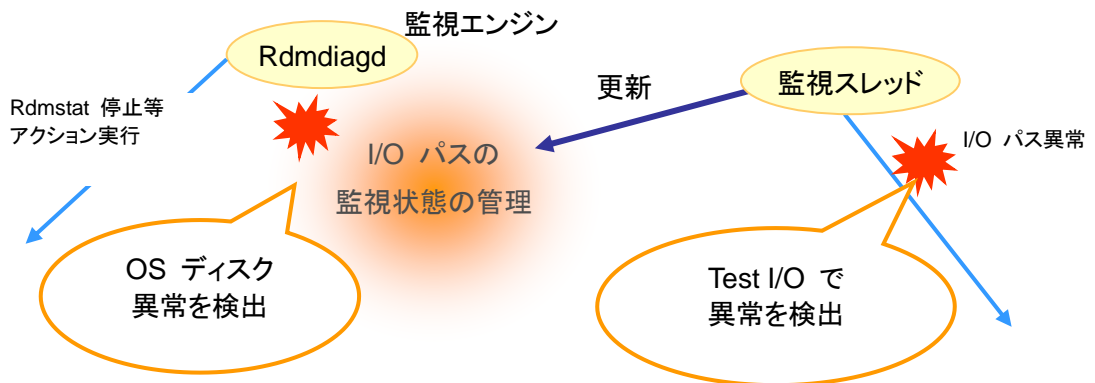 監視エンジン
Rdmdiagd
更新
監視スレッド
Rdmstat 停止等
アクション実行
I/O パス異常
I/O パスの
監視状態の管理
OS ディスク
異常を検出
Test I/O で
異常を検出